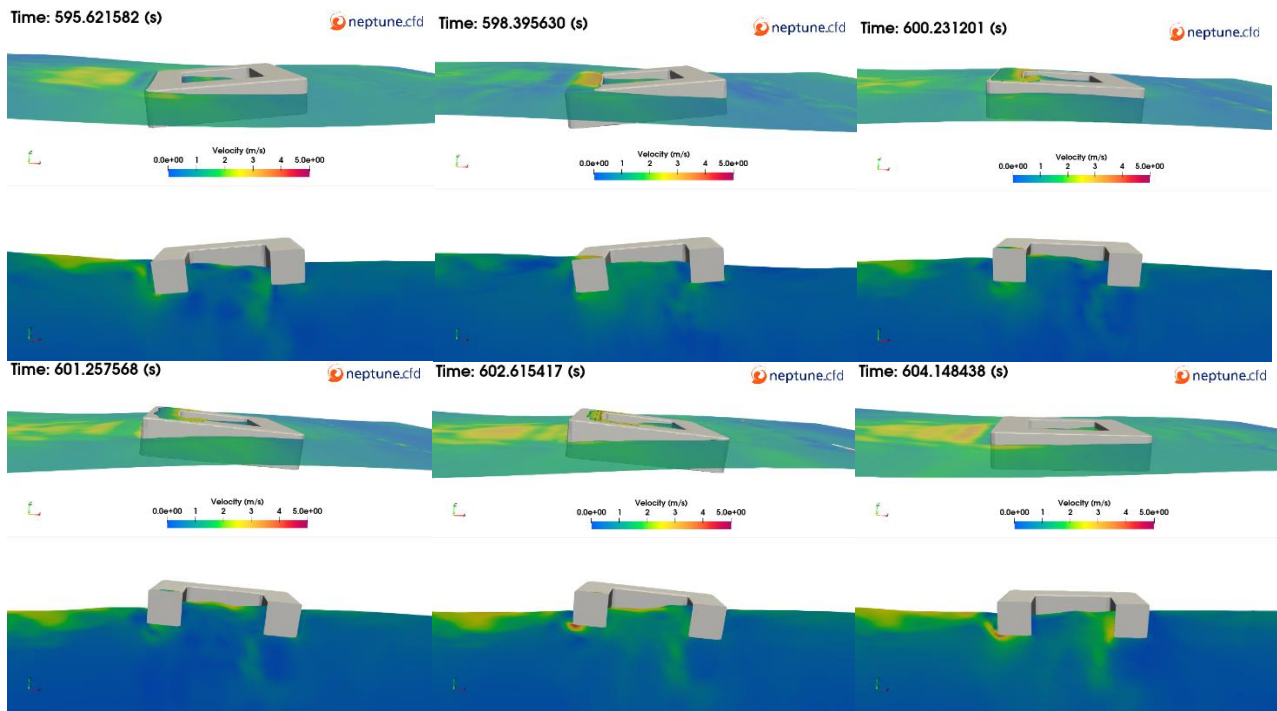 Time: 595.621582 (s)
neptune.cfd
Time: 598.395630 (s)
neptune.cfd
Time: 600.231201 (s)
neptune.cfd
Velocity (m/s)
0.0e+00 1 2 3 4 5.0e+00
Velocity (m/s)
0.0e+00 1 2 3 4 5.0e+00
Velocity (m/s)
0.0e+00 1 2 3 4 5.0e+00
Time: 601.257568 (s)
neptune.cfd
Time: 602.615417 (s)
neptune.cfd
Time: 604.148438 (s)
neptune.cfd
Velocity (m/s)
0.0e+00 1 2 3 4 5.0e+00
Velocity (m/s)
0.0e+00 1 2 3 4 5.0e+00
Velocity (m/s)
0.0e+00 1 2 3 4 5.0e+00